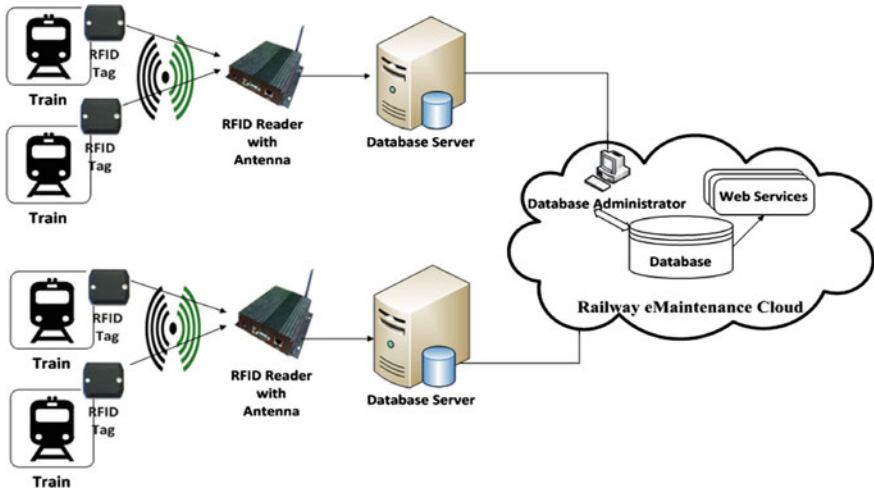 RFID
Tag
Train
RFID
Tag
Train
RFID Reader
with
Antenna
Database Server
Database Administrator
Web Services
Database
Railway eMaintenance Cloud
RFID
Tag
Train
RFID
Tag
Train
RFID Reader
with
Antenna
Database Server